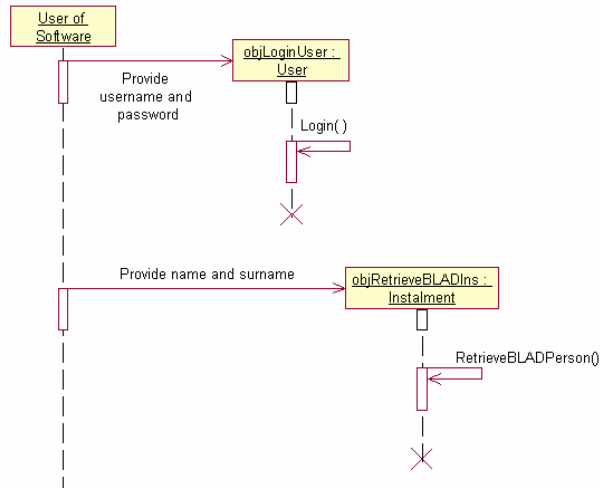 User of
Software
objLoginUser :
User
Provide
username and
password
Login( )
Provide name and surname
objRetrieveBLADIns :
Instalment
RetrieveBLADPerson()